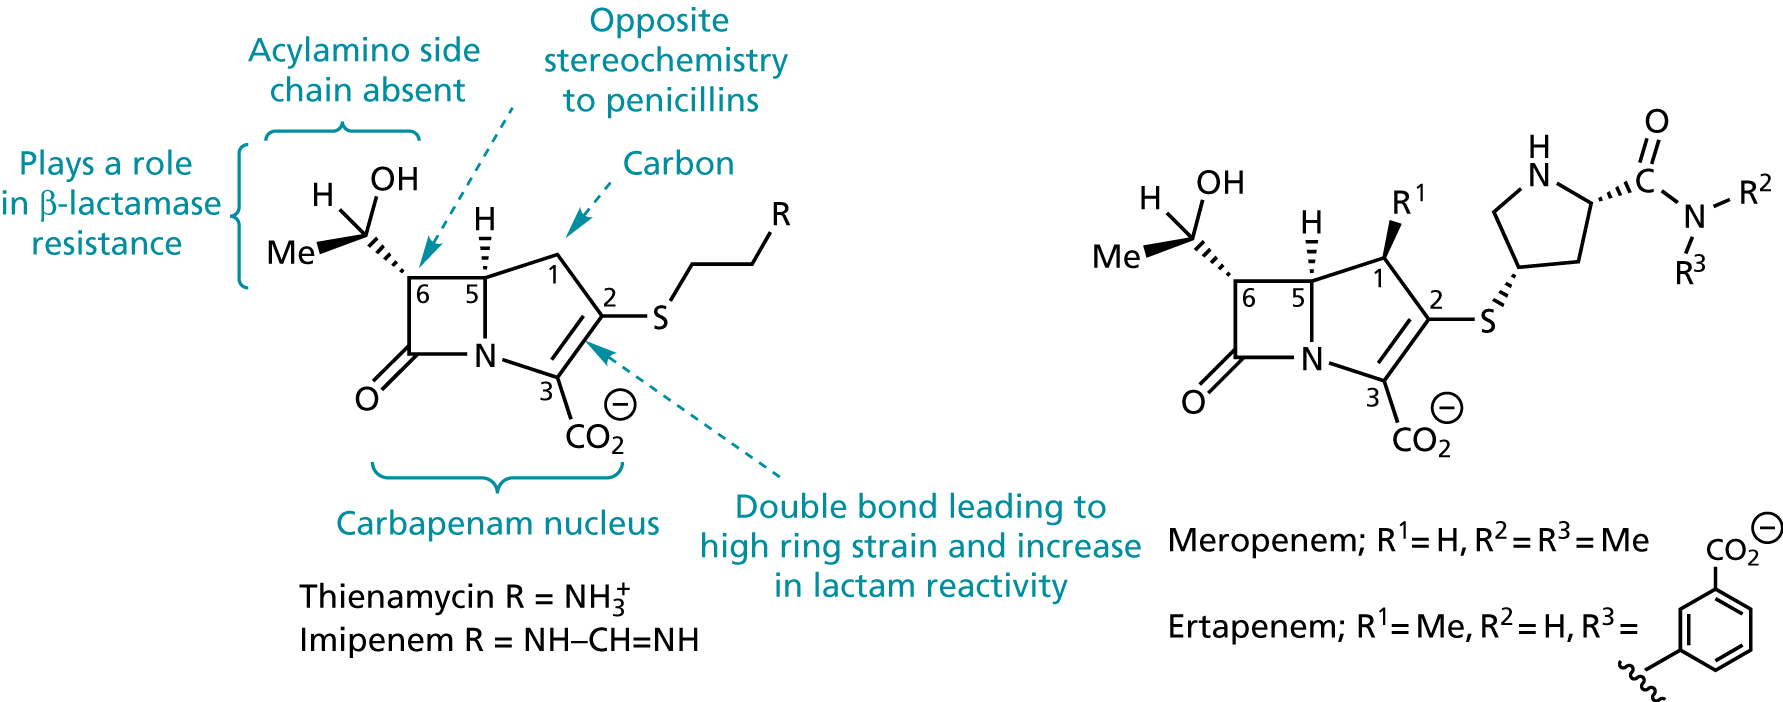 Opposite
stereochemistry
to penicillins
Acylamino side
chain absent
Plays a role
in β-lactamase
resistance
Carbon
H
OH
Me
H
R
6
5
1
2
3
S
N
O
CO₂⊖
Carbapenam nucleus
Double bond leading to
high ring strain and increase
in lactam reactivity
Thienamycin R = NH₃⁺
Imipenem R = NH–CH=NH
H
OH
Me
H
R¹
6
5
1
2
3
S
N
O
CO₂⊖
H
N
O
C
N
R²
R³
Meropenem; R¹= H, R²= R³= Me
Ertapenem; R¹= Me, R²= H, R³=
CO₂⊖